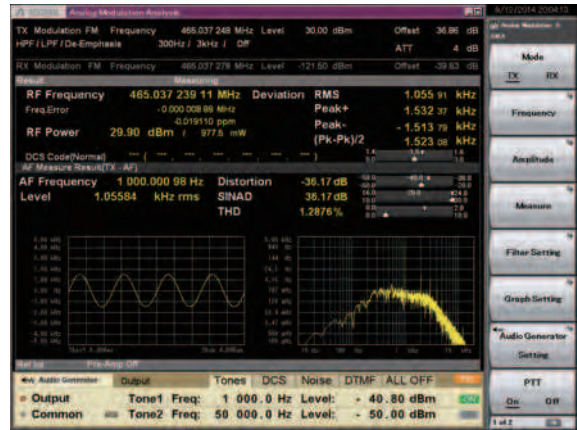 Analog Modulation Analysis
9/12/2014 20:04:13
TX Modulation FM Frequency 465.037 248 MHz Level 30.00 dBm Offset 36.86 dB
HPF/LPF/De-Emphasis 300Hz / 3kHz / Off ATT 4 dB
RX Modulation FM Frequency 465.037 278 MHz Level -121.50 dBm Offset -39.83 dB
Result Measuring
RF Frequency 465.037 239 11 MHz Deviation RMS 1.055 91 kHz
Freq.Error -0.000 008 89 MHz Peak+ 1.532 37 kHz
-0.019110 ppm Peak- -1.513 79 kHz
RF Power 29.90 dBm / 977.6 mW (Pk-Pk)/2 1.523 08 kHz
DCS Code(Normal)
AF Measure Result(TX - AF)
AF Frequency 1 000.000 98 Hz Distortion -36.17 dB
Level 1.05584 kHz rms SINAD 36.17 dB
THD 1.2876 %
Ref.Int Pre-Amp Off
Audio Generator Output Tones DCS Noise DTMF ALL OFF
Output Tone1 Freq: 1 000.0 Hz Level: - 40.80 dBm ON
Common Tone2 Freq: 50 000.0 Hz Level: - 50.00 dBm
Mode
TX RX
Frequency
Amplitude
Measure
Filter Setting
Graph Setting
Audio Generator
Setting
PTT
On Off
1 of 2